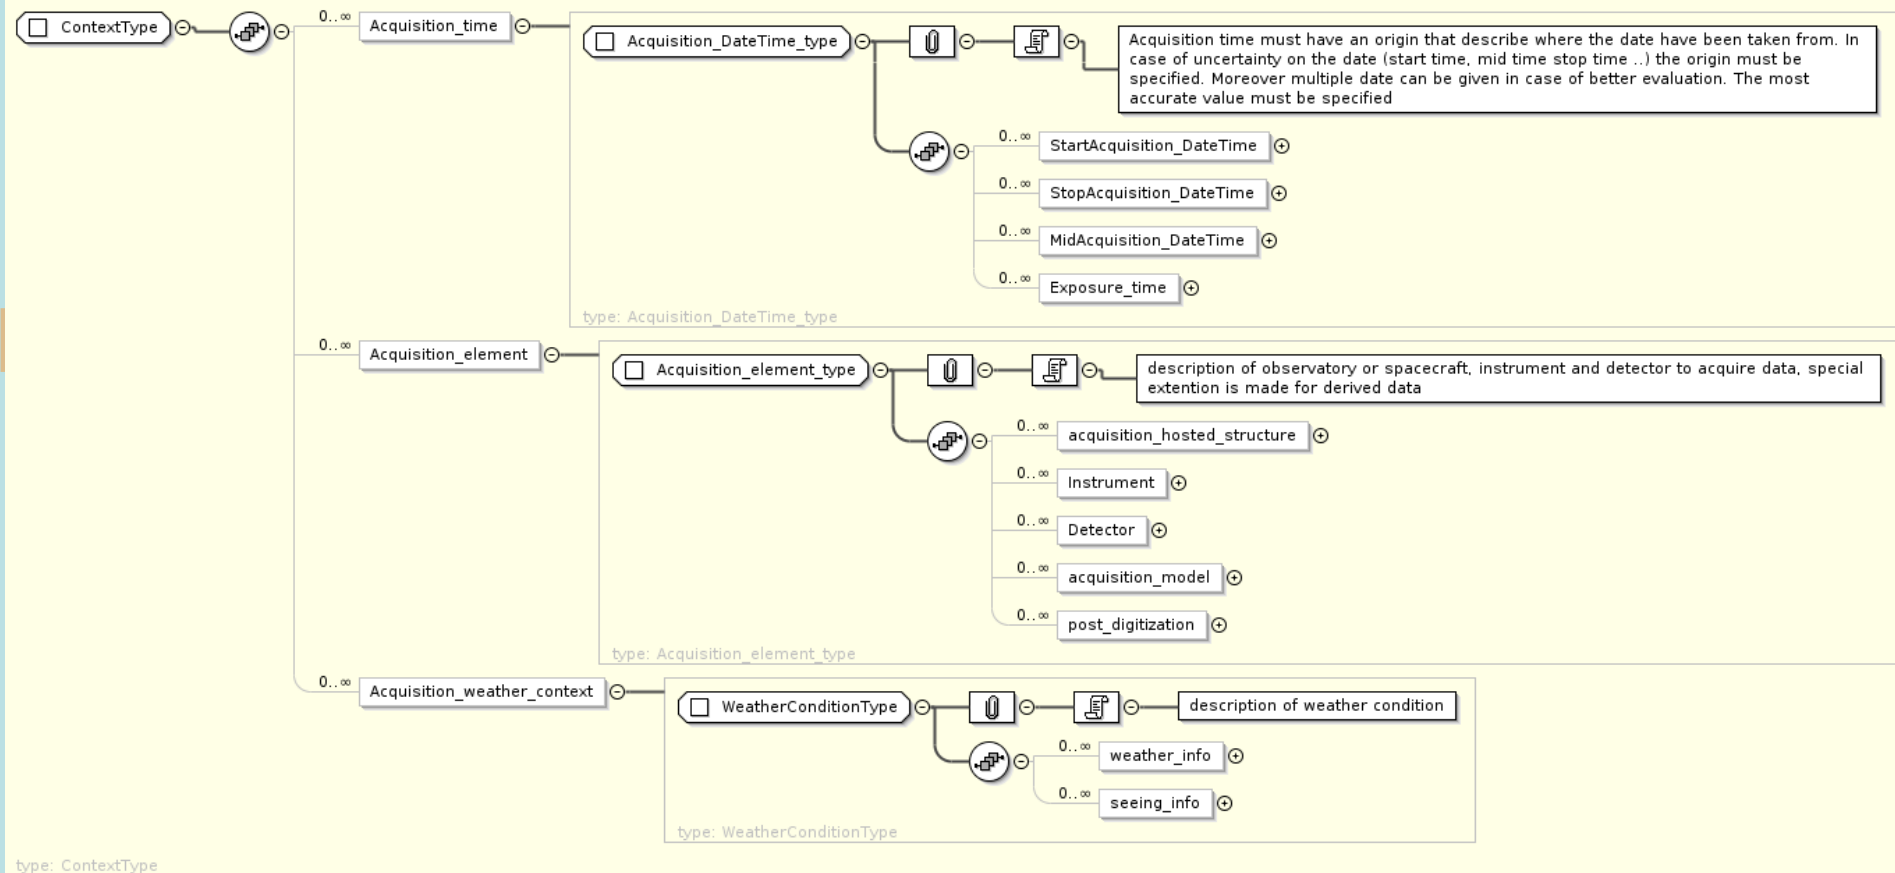 ContextType
0..∞
Acquisition_time
Acquisition_DateTime_type
Acquisition time must have an origin that describe where the date have been taken from. In
case of uncertainty on the date (start time, mid time stop time ..) the origin must be
specified. Moreover multiple date can be given in case of better evaluation. The most
accurate value must be specified
0..∞
StartAcquisition_DateTime
0..∞
StopAcquisition_DateTime
0..∞
MidAcquisition_DateTime
0..∞
Exposure_time
type: Acquisition_DateTime_type
0..∞
Acquisition_element
Acquisition_element_type
description of observatory or spacecraft, instrument and detector to acquire data, special
extention is made for derived data
0..∞
acquisition_hosted_structure
0..∞
Instrument
0..∞
Detector
0..∞
acquisition_model
0..∞
post_digitization
type: Acquisition_element_type
0..∞
Acquisition_weather_context
WeatherConditionType
description of weather condition
0..∞
weather_info
0..∞
seeing_info
type: WeatherConditionType
type: ContextType